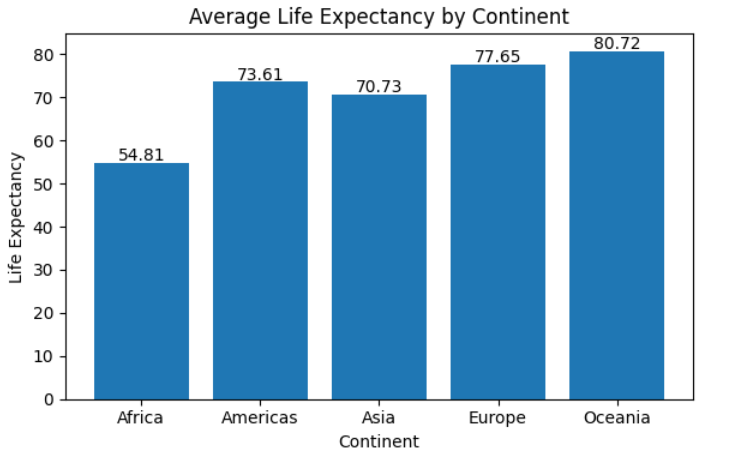 Average Life Expectancy by Continent
Life Expectancy
80
70
60
50
40
30
20
10
0
54.81
73.61
70.73
77.65
80.72
Africa
Americas
Asia
Europe
Oceania
Continent